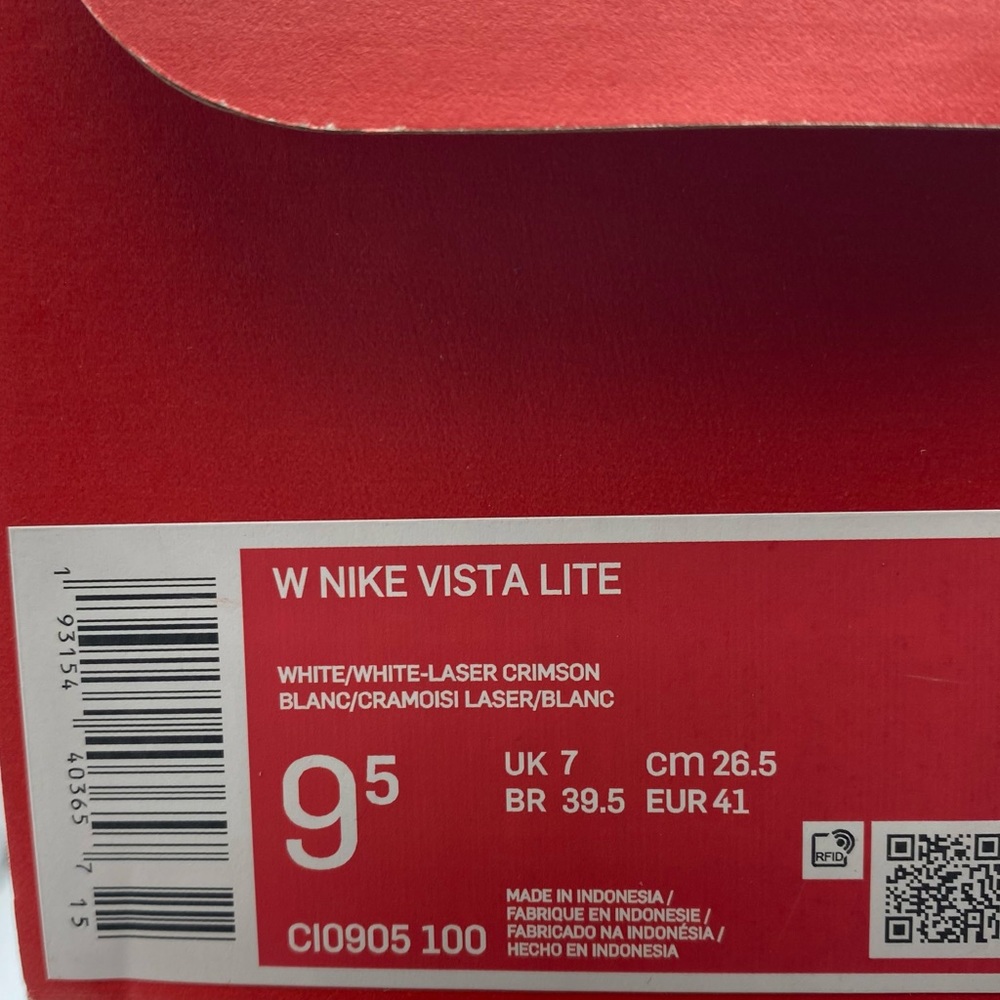 W NIKE VISTA LITE
WHITE/WHITE-LASER CRIMSON
BLANC/CRAMOISI LASER/BLANC
9 5
UK 7 cm 26.5
BR 39.5 EUR 41
RFID
MADE IN INDONESIA /
FABRIQUE EN INDONESIE /
FABRICADO NA INDONÉSIA /
HECHO EN INDONESIA
CI0905 100
1 93154 40365 7 15